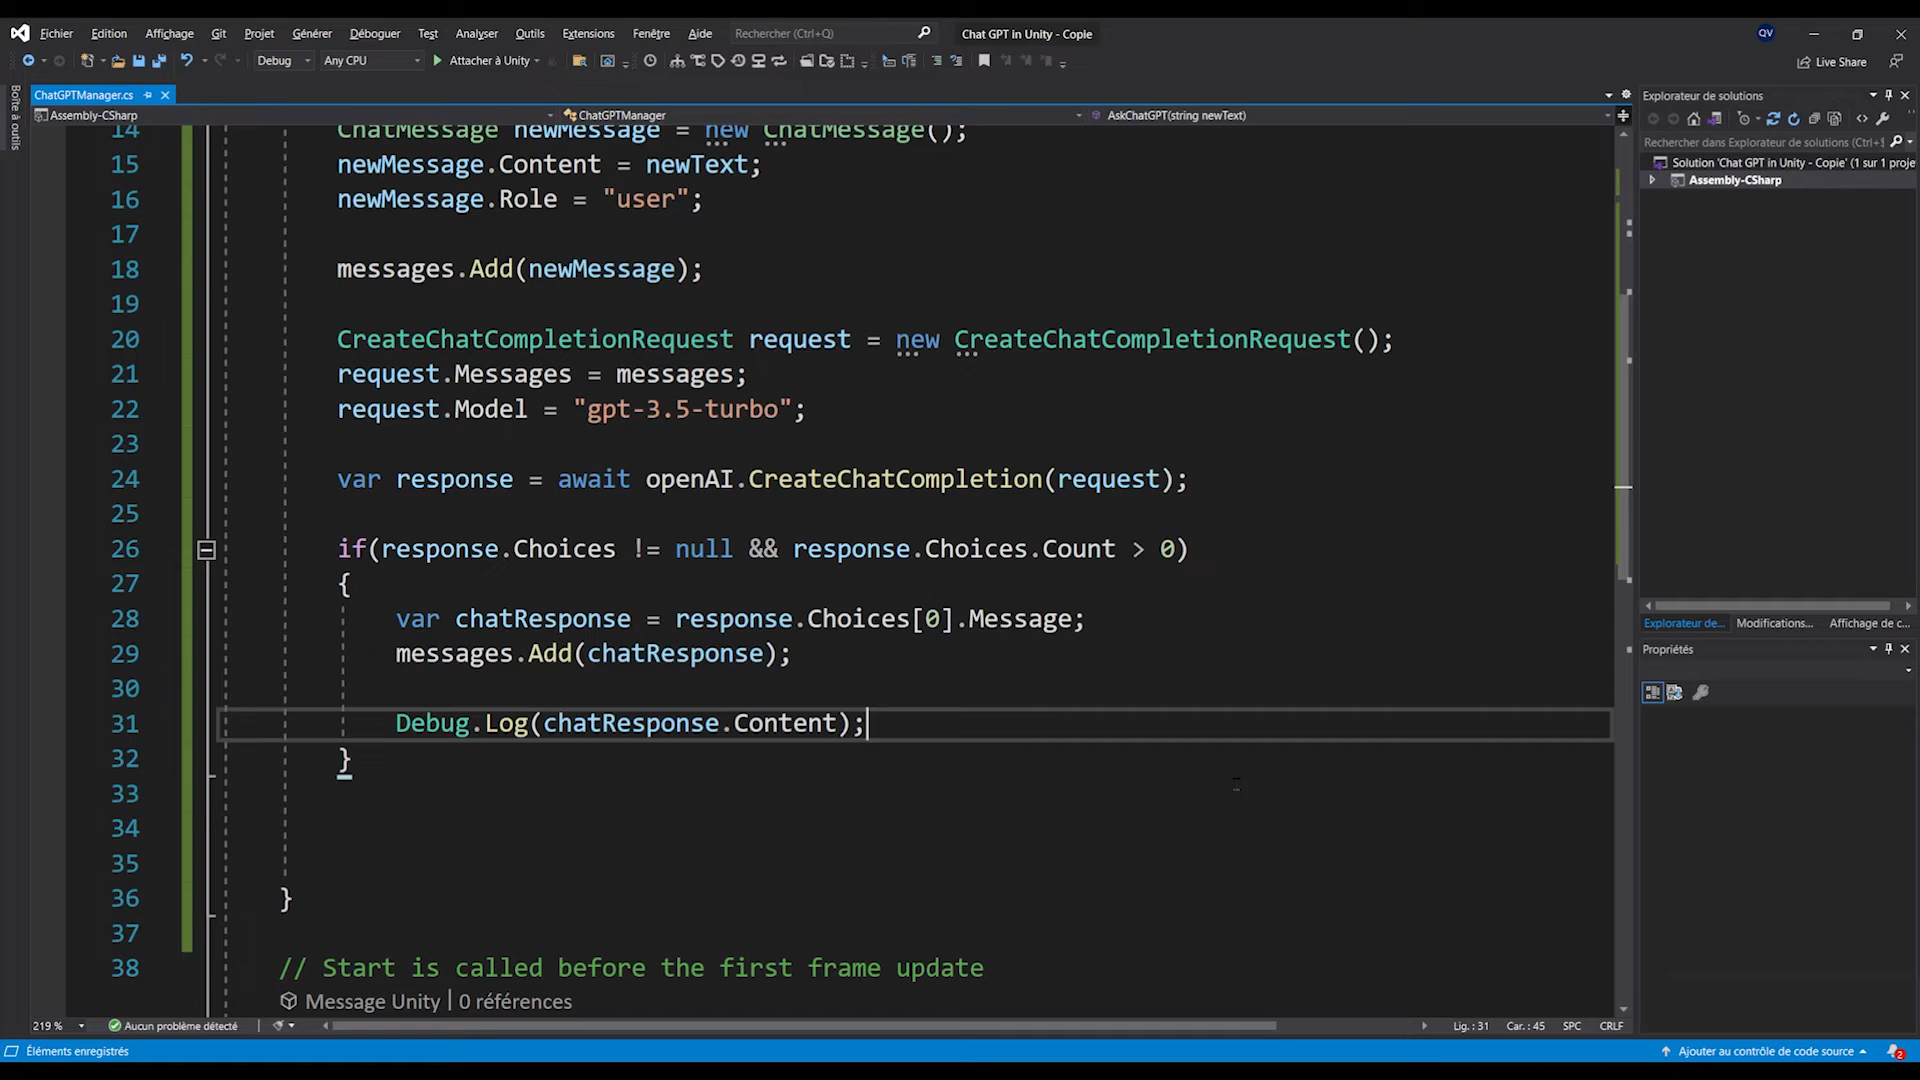 Fichier Edition Affichage Git Projet Générer Déboguer Test Analyser Outils Extensions Fenêtre Aide Rechercher (Ctrl+Q) Chat GPT in Unity - Copie QV
Debug Any CPU Attacher à Unity Live Share
Boîte à outils
ChatGPTManager.cs
Assembly-CSharp ChatGPTManager AskChatGPT(string newText)
14 ChatMessage newMessage = new ChatMessage();
15 newMessage.Content = newText;
16 newMessage.Role = "user";
17
18 messages.Add(newMessage);
19
20 CreateChatCompletionRequest request = new CreateChatCompletionRequest();
21 request.Messages = messages;
22 request.Model = "gpt-3.5-turbo";
23
24 var response = await openAI.CreateChatCompletion(request);
25
26 if(response.Choices != null && response.Choices.Count > 0)
27 {
28 var chatResponse = response.Choices[0].Message;
29 messages.Add(chatResponse);
30
31 Debug.Log(chatResponse.Content);
32 }
33
34
35
36 }
37
38 // Start is called before the first frame update
Message Unity | 0 références
219 % Aucun problème détecté Lig. : 31 Car. : 45 SPC CRLF
Explorateur de solutions
Rechercher dans Explorateur de solutions (Ctrl+$
Solution 'Chat GPT in Unity - Copie' (1 sur 1 proje
Assembly-CSharp
Explorateur de... Modifications... Affichage de c...
Propriétés
Éléments enregistrés Ajouter au contrôle de code source 2